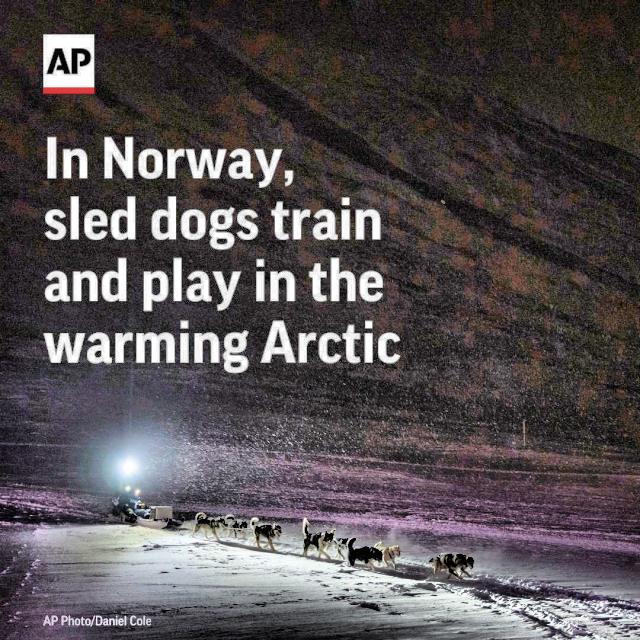 AP
In Norway,
sled dogs train
and play in the
warming Arctic
AP Photo/Daniel Cole